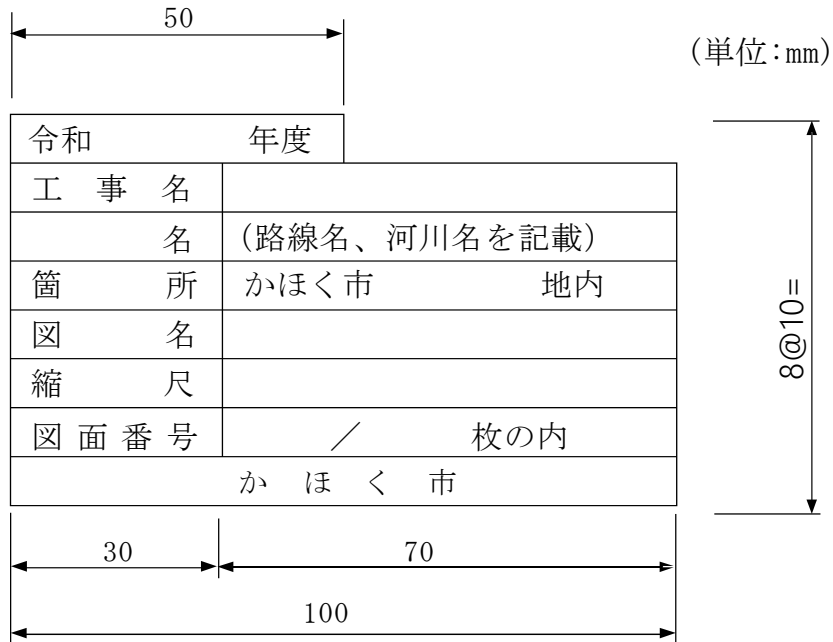 50
(単位:mm)
令和 年度
工事名
名 (路線名、河川名を記載)
箇所 かほく市 地内
図名
縮尺
図面番号 / 枚の内
かほく市
8@10=
30 70
100